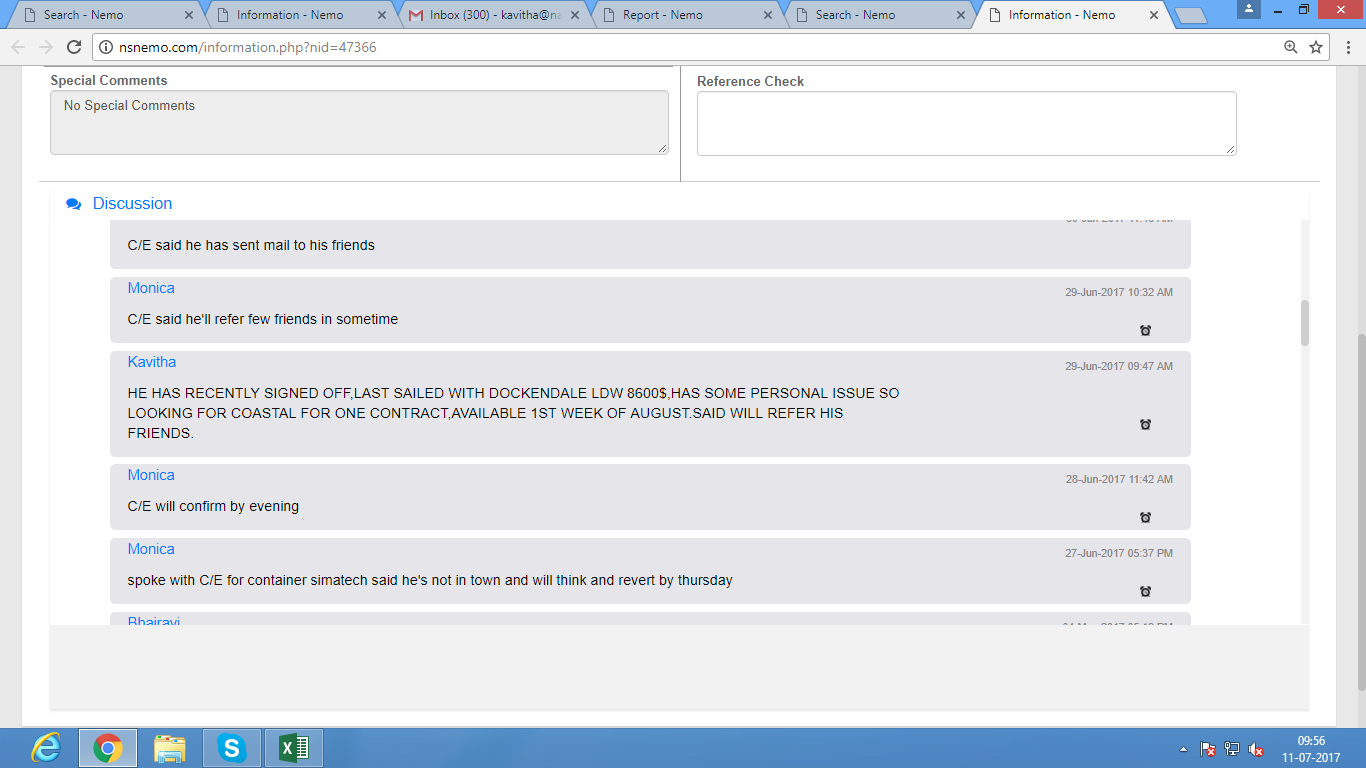 Search - Nemo
Information - Nemo
Inbox (300) - kavitha@na
Report - Nemo
Search - Nemo
Information - Nemo
nsnemo.com/information.php?nid=47366
Special Comments
No Special Comments
Reference Check
Discussion
C/E said he has sent mail to his friends
Monica
29-Jun-2017 10:32 AM
C/E said he'll refer few friends in sometime
Kavitha
29-Jun-2017 09:47 AM
HE HAS RECENTLY SIGNED OFF,LAST SAILED WITH DOCKENDALE LDW 8600$,HAS SOME PERSONAL ISSUE SO
LOOKING FOR COASTAL FOR ONE CONTRACT,AVAILABLE 1ST WEEK OF AUGUST.SAID WILL REFER HIS
FRIENDS.
Monica
28-Jun-2017 11:42 AM
C/E will confirm by evening
Monica
27-Jun-2017 05:37 PM
spoke with C/E for container simatech said he's not in town and will think and revert by thursday
Bhairavi
09:56
11-07-2017